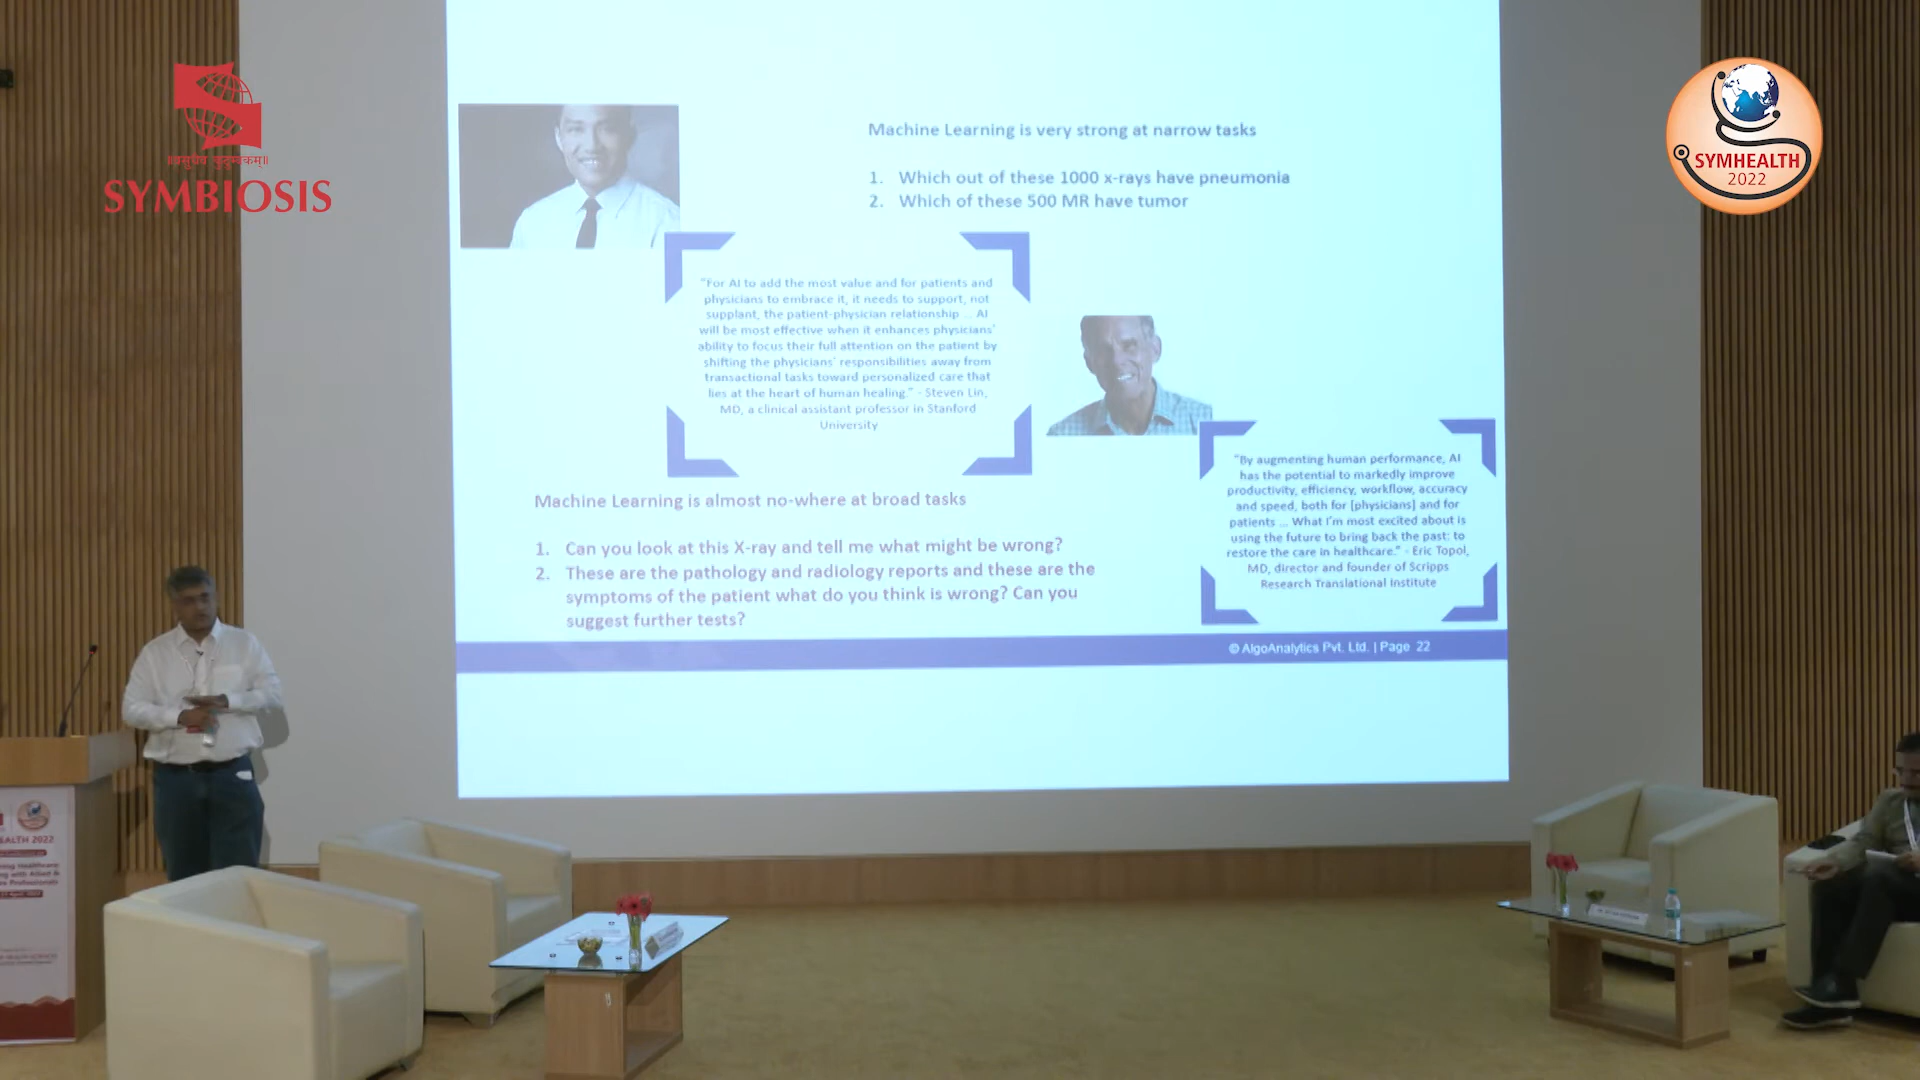 ॥वसुधैव कुटुम्बकम्॥
SYMBIOSIS
SYMHEALTH
2022
Machine Learning is very strong at narrow tasks
1. Which out of these 1000 x-rays have pneumonia
2. Which of these 500 MR have tumor
"For AI to add the most value and for patients and
physicians to embrace it, it needs to support, not
supplant, the patient-physician relationship ... AI
will be most effective when it enhances physicians'
ability to focus their full attention on the patient by
shifting the physicians' responsibilities away from
transactional tasks toward personalized care that
lies at the heart of human healing." - Steven Lin,
MD, a clinical assistant professor in Stanford
University
"By augmenting human performance, AI
has the potential to markedly improve
productivity, efficiency, workflow, accuracy
and speed, both for [physicians] and for
patients ... What I'm most excited about is
using the future to bring back the past: to
restore the care in healthcare." - Eric Topol,
MD, director and founder of Scripps
Research Translational Institute
Machine Learning is almost no-where at broad tasks
1. Can you look at this X-ray and tell me what might be wrong?
2. These are the pathology and radiology reports and these are the
symptoms of the patient what do you think is wrong? Can you
suggest further tests?
© AlgoAnalytics Pvt. Ltd. | Page 22
EALTH 2022
ing Healthcare:
ng with Allied &
Professionals